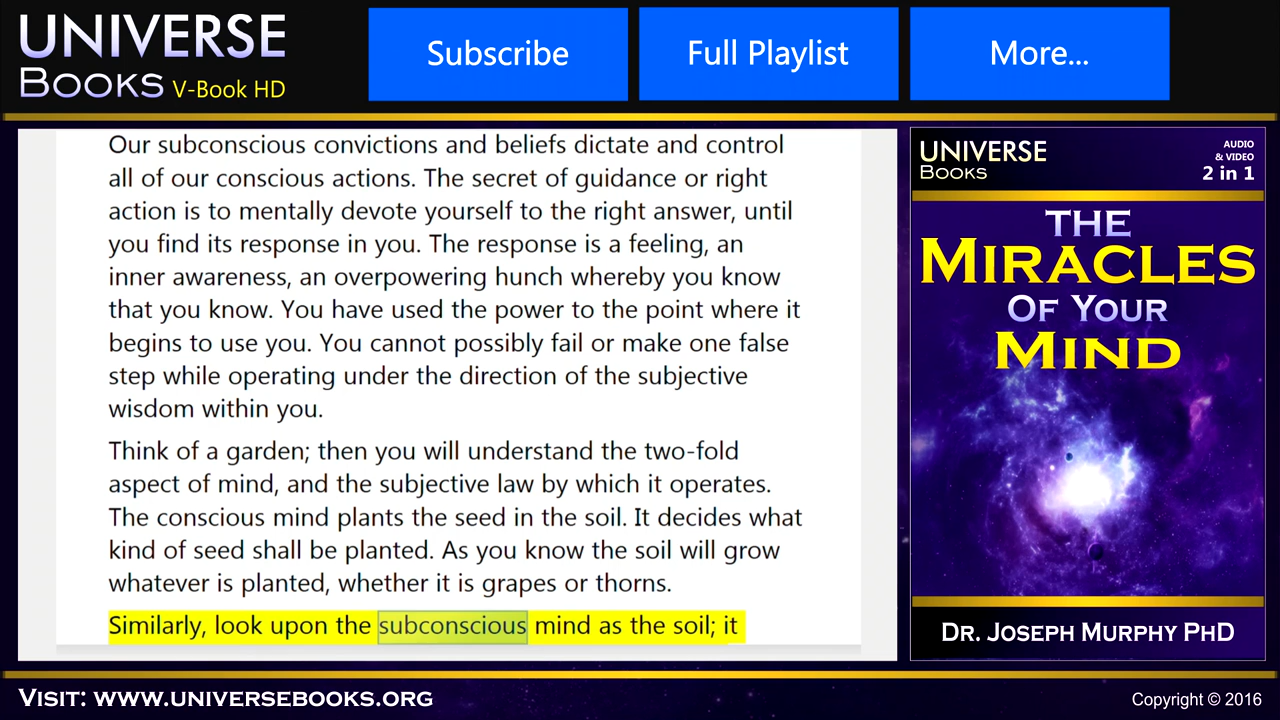 UNIVERSE
BOOKS V-Book HD
Subscribe
Full Playlist
More...
Our subconscious convictions and beliefs dictate and control
all of our conscious actions. The secret of guidance or right
action is to mentally devote yourself to the right answer, until
you find its response in you. The response is a feeling, an
inner awareness, an overpowering hunch whereby you know
that you know. You have used the power to the point where it
begins to use you. You cannot possibly fail or make one false
step while operating under the direction of the subjective
wisdom within you.
Think of a garden; then you will understand the two-fold
aspect of mind, and the subjective law by which it operates.
The conscious mind plants the seed in the soil. It decides what
kind of seed shall be planted. As you know the soil will grow
whatever is planted, whether it is grapes or thorns.
Similarly, look upon the subconscious mind as the soil; it
UNIVERSE
BOOKS
AUDIO
& VIDEO
2 in 1
THE
MIRACLES
OF YOUR
MIND
DR. JOSEPH MURPHY PHD
VISIT: WWW.UNIVERSEBOOKS.ORG
Copyright © 2016